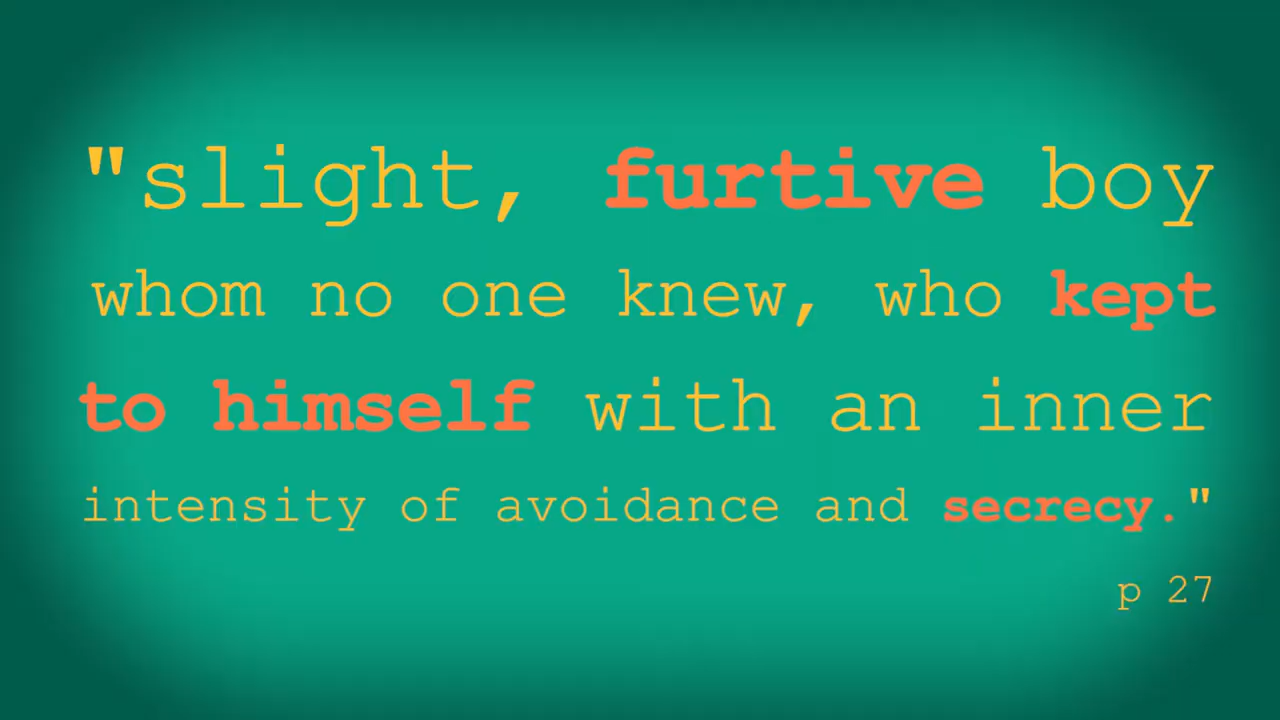 "slight, furtive boy
whom no one knew, who kept
to himself with an inner
intensity of avoidance and secrecy."
p 27